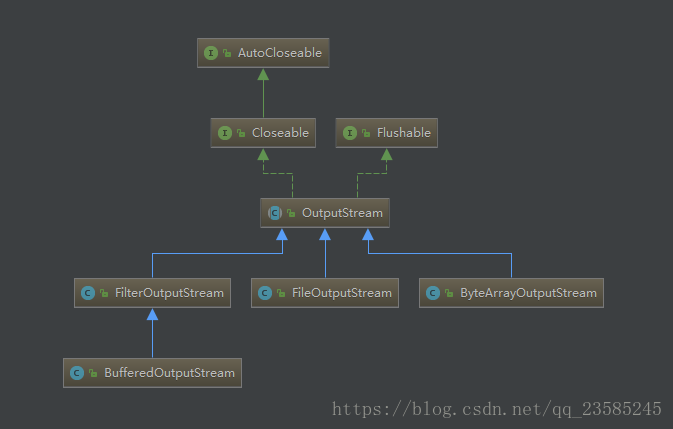 AutoCloseable
Closeable
Flushable
OutputStream
FilterOutputStream
FileOutputStream
ByteArrayOutputStream
BufferedOutputStream
https://blog.csdn.net/qq_23585245